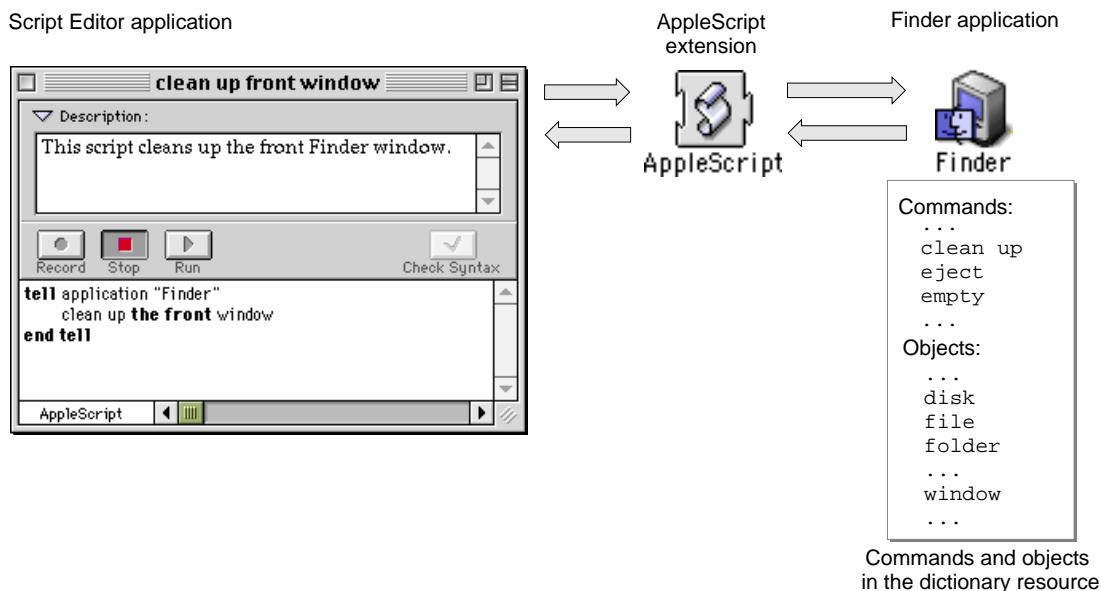 Script Editor application
AppleScript
extension
Finder application
clean up front window
Description:
This script cleans up the front Finder window.
Record
Stop
Run
Check Syntax
tell application "Finder"
clean up the front window
end tell
AppleScript
AppleScript
Finder
Commands:
...
clean up
eject
empty
...
Objects:
...
disk
file
folder
...
window
...
Commands and objects
in the dictionary resource